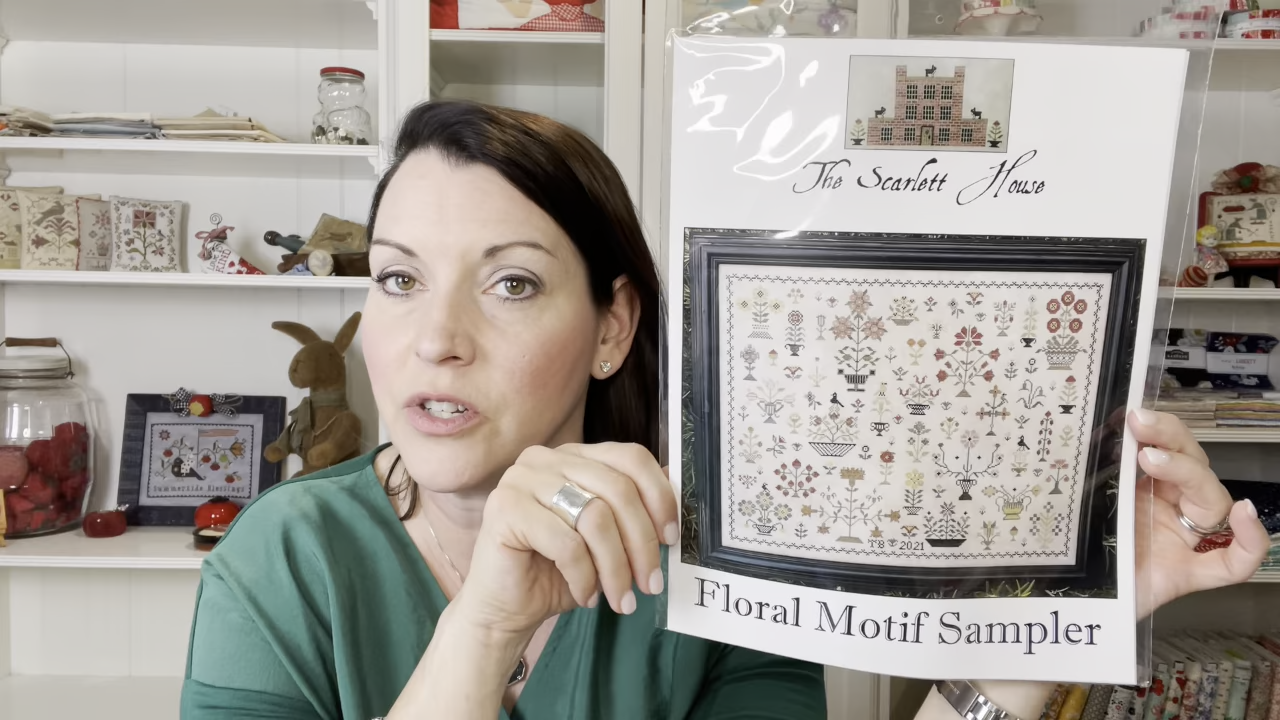 The Scarlett House
TB 2021
Floral Motif Sampler
Summertide Blessings